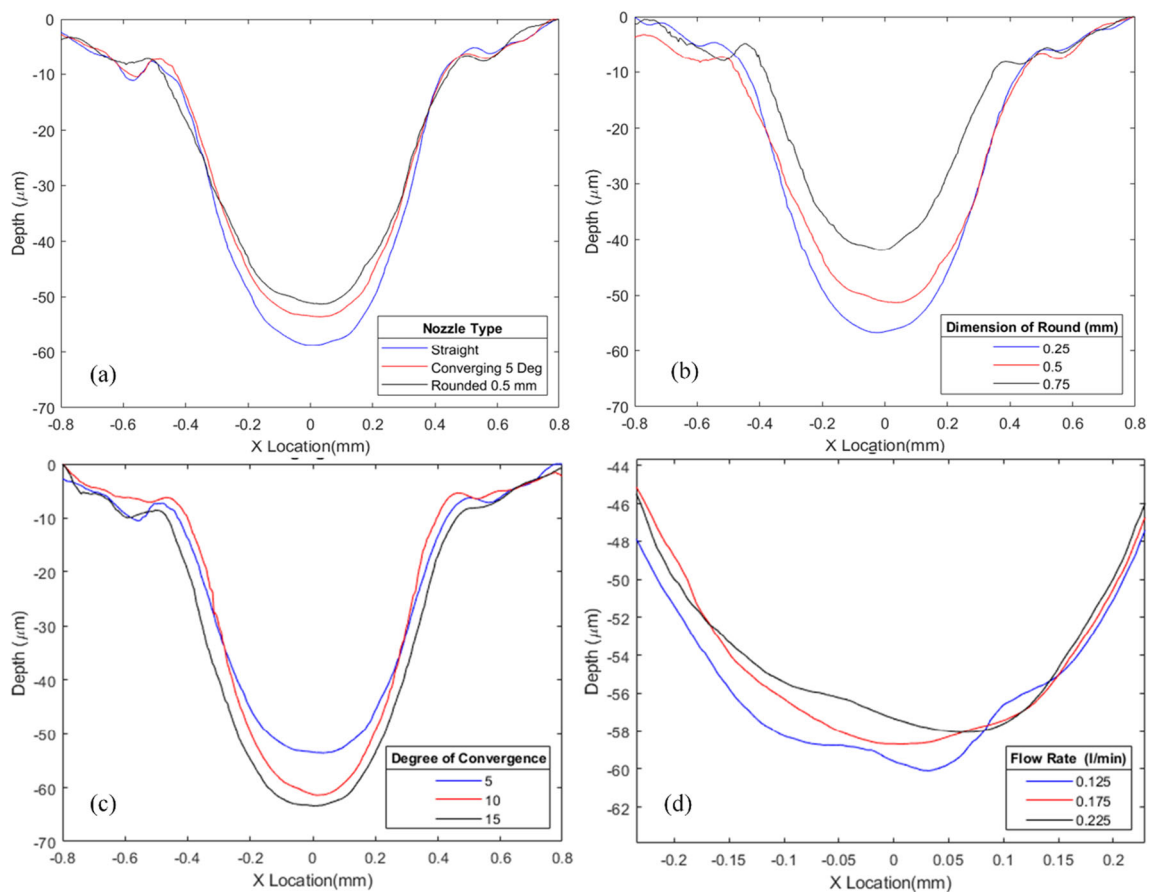 0
-10
-20
-30
-40
-50
-60
-70
Depth (μm)
-0.8 -0.6 -0.4 -0.2 0 0.2 0.4 0.6 0.8
X Location(mm)
(a)
Nozzle Type
Straight
Converging 5 Deg
Rounded 0.5 mm
0
-10
-20
-30
-40
-50
-60
-70
Depth (μm)
-0.8 -0.6 -0.4 -0.2 0 0.2 0.4 0.6 0.8
X Location(mm)
(b)
Dimension of Round (mm)
0.25
0.5
0.75
0
-10
-20
-30
-40
-50
-60
-70
Depth (μm)
-0.8 -0.6 -0.4 -0.2 0 0.2 0.4 0.6 0.8
X Location(mm)
(c)
Degree of Convergence
5
10
15
-44
-46
-48
-50
-52
-54
-56
-58
-60
-62
Depth (μm)
-0.2 -0.15 -0.1 -0.05 0 0.05 0.1 0.15 0.2
X Location(mm)
(d)
Flow Rate (l/min)
0.125
0.175
0.225